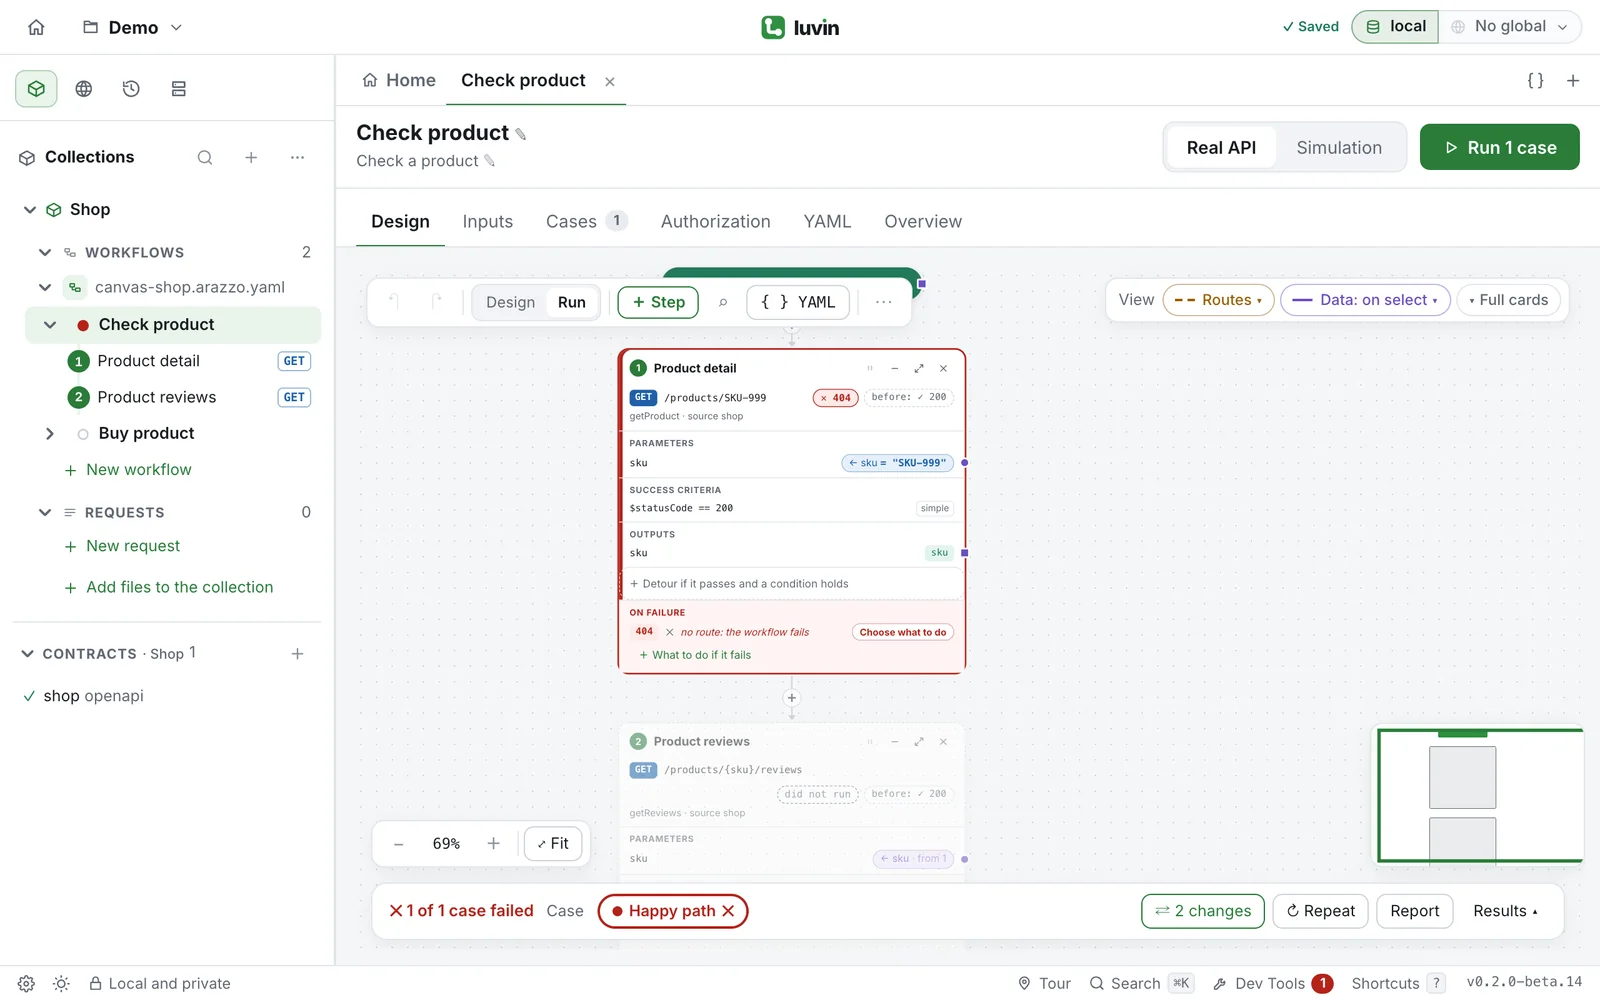 Demo
luvin
Saved
local
No global
Home
Check product
{ }
Collections
Check product
Check a product
Real API
Simulation
Run 1 case
Shop
WORKFLOWS 2
canvas-shop.arazzo.yaml
Check product
1 Product detail GET
2 Product reviews GET
Buy product
+ New workflow
REQUESTS 0
+ New request
+ Add files to the collection
CONTRACTS · Shop 1
shop openapi
Design
Inputs
Cases 1
Authorization
YAML
Overview
Design
Run
+ Step
{ } YAML
View
Routes
Data: on select
Full cards
1 Product detail
GET /products/SKU-999 × 404 before: ✓ 200
getProduct · source shop
PARAMETERS
sku ← sku = "SKU-999"
SUCCESS CRITERIA
$statusCode == 200 simple
OUTPUTS
sku sku
+ Detour if it passes and a condition holds
ON FAILURE
404 × no route: the workflow fails Choose what to do
+ What to do if it fails
+
2 Product reviews
GET /products/{sku}/reviews
did not run before: ✓ 200
getReviews · source shop
PARAMETERS
sku ← sku · from 1
− 69% + Fit
1 of 1 case failed
Case
Happy path
2 changes
Repeat
Report
Results
Local and private
Tour
Search ⌘K
Dev Tools 1
Shortcuts ?
v0.2.0-beta.14